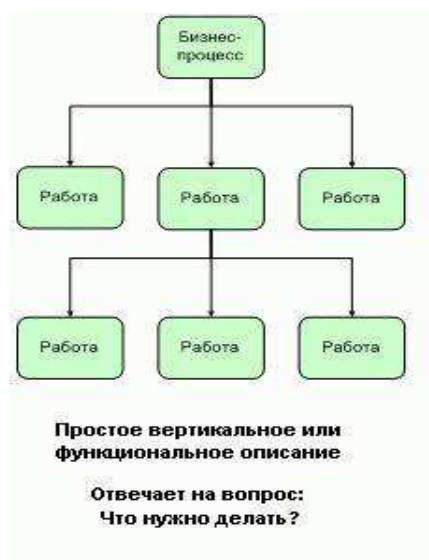 Бизнес-
процесс
Работа Работа Работа
Работа Работа Работа
Простое вертикальное или
функциональное описание
Отвечает на вопрос:
Что нужно делать?